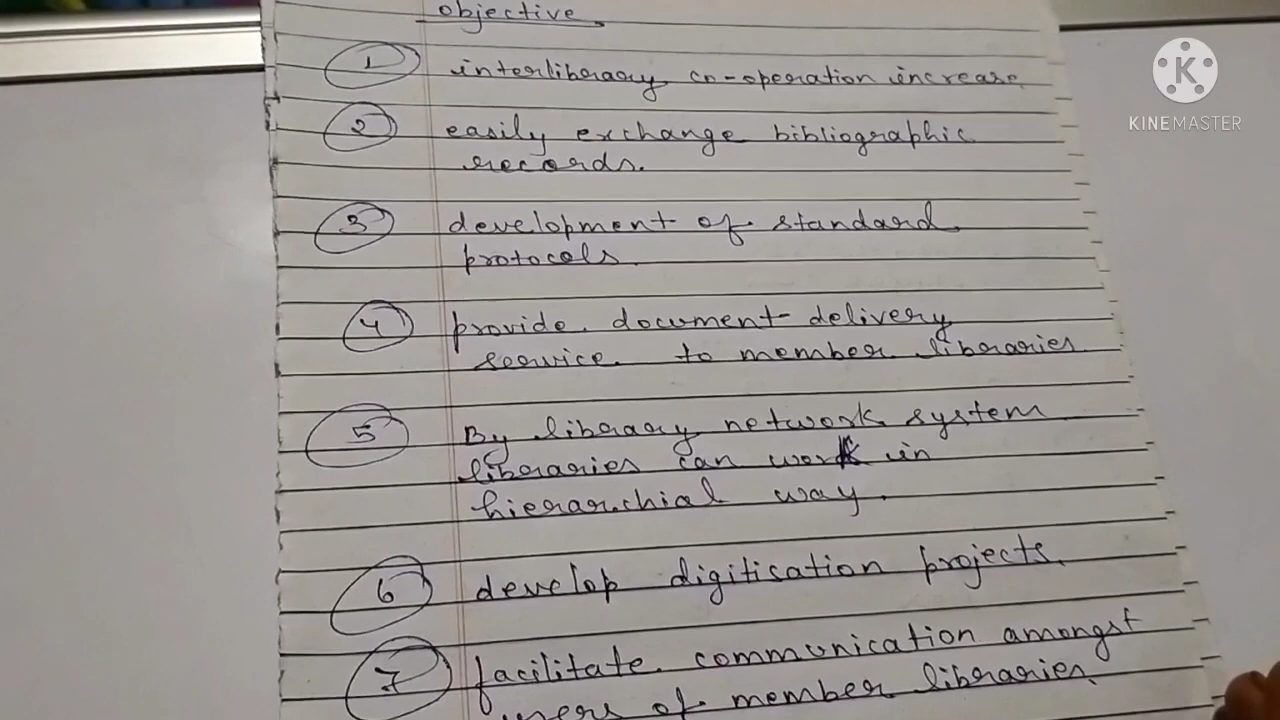 objective.
1 interlibrary co-operation increase.
K
KINEMASTER
2 easily exchange bibliographic
records.
3 development of standard
protocols.
4 provide document delivery
service to member libraries
5 By library network system
libraries can work in
hierarchial way.
6 develop digitisation projects.
7 facilitate communication amongst
users of member libraries